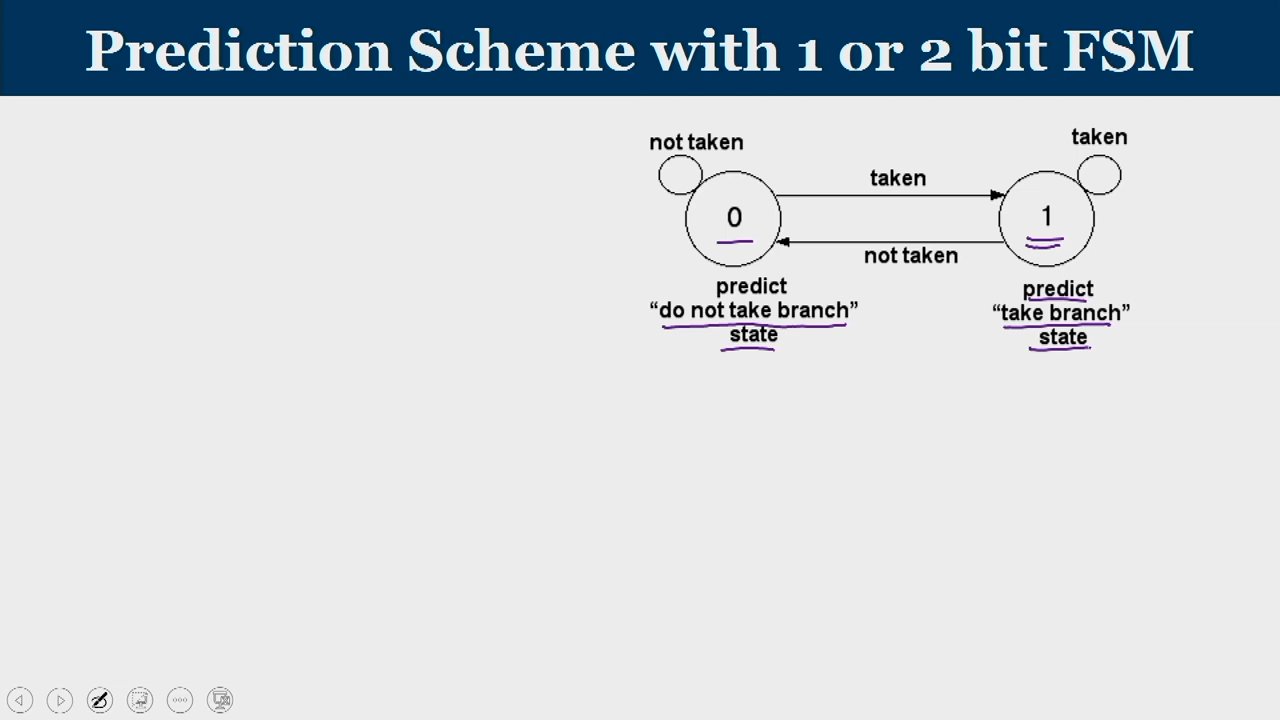 Prediction Scheme with 1 or 2 bit FSM
not taken
taken
taken
0
1
not taken
predict
“do not take branch”
state
predict
“take branch”
state